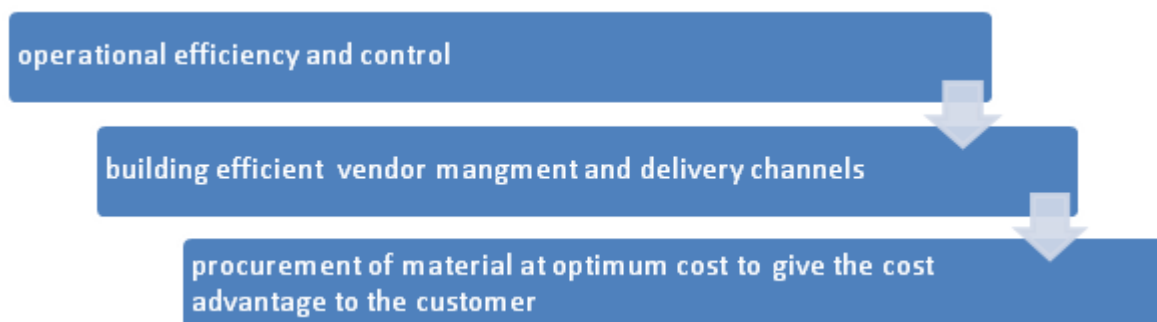 operational efficiency and control
building efficient vendor mangment and delivery channels
procurement of material at optimum cost to give the cost
advantage to the customer